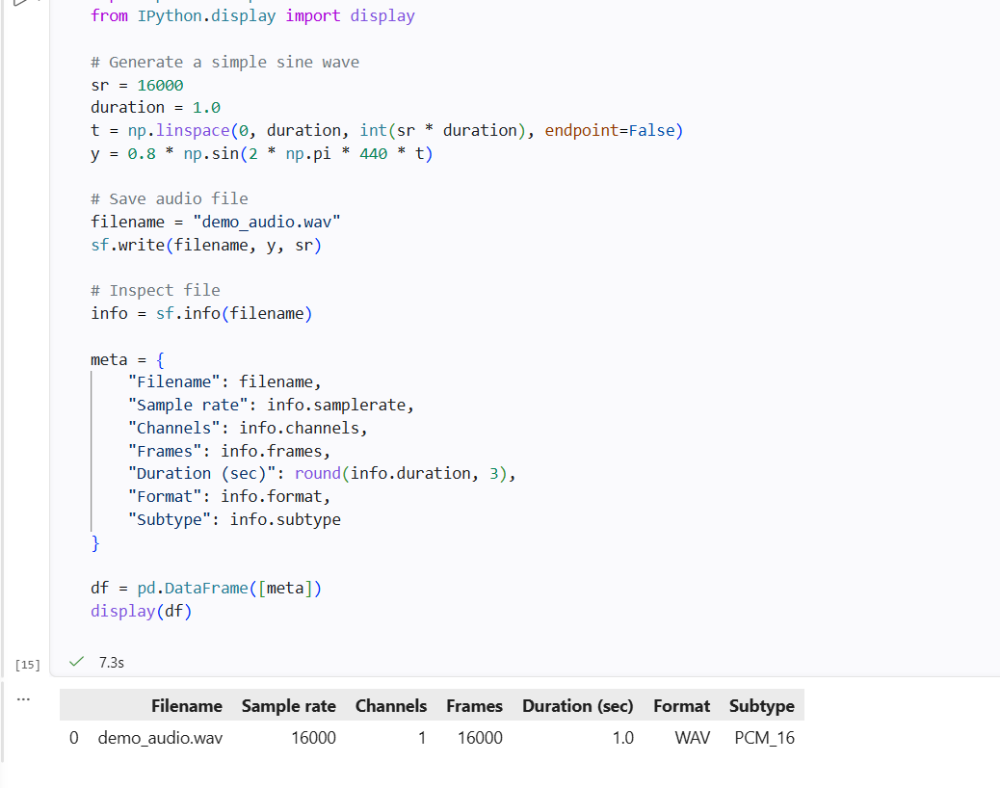 from IPython.display import display
# Generate a simple sine wave
sr = 16000
duration = 1.0
t = np.linspace(0, duration, int(sr * duration), endpoint=False)
y = 0.8 * np.sin(2 * np.pi * 440 * t)
# Save audio file
filename = "demo_audio.wav"
sf.write(filename, y, sr)
# Inspect file
info = sf.info(filename)
meta = {
    "Filename": filename,
    "Sample rate": info.samplerate,
    "Channels": info.channels,
    "Frames": info.frames,
    "Duration (sec)": round(info.duration, 3),
    "Format": info.format,
    "Subtype": info.subtype
}
df = pd.DataFrame([meta])
display(df)
[15] 7.3s
... Filename Sample rate Channels Frames Duration (sec) Format Subtype
0 demo_audio.wav 16000 1 16000 1.0 WAV PCM_16